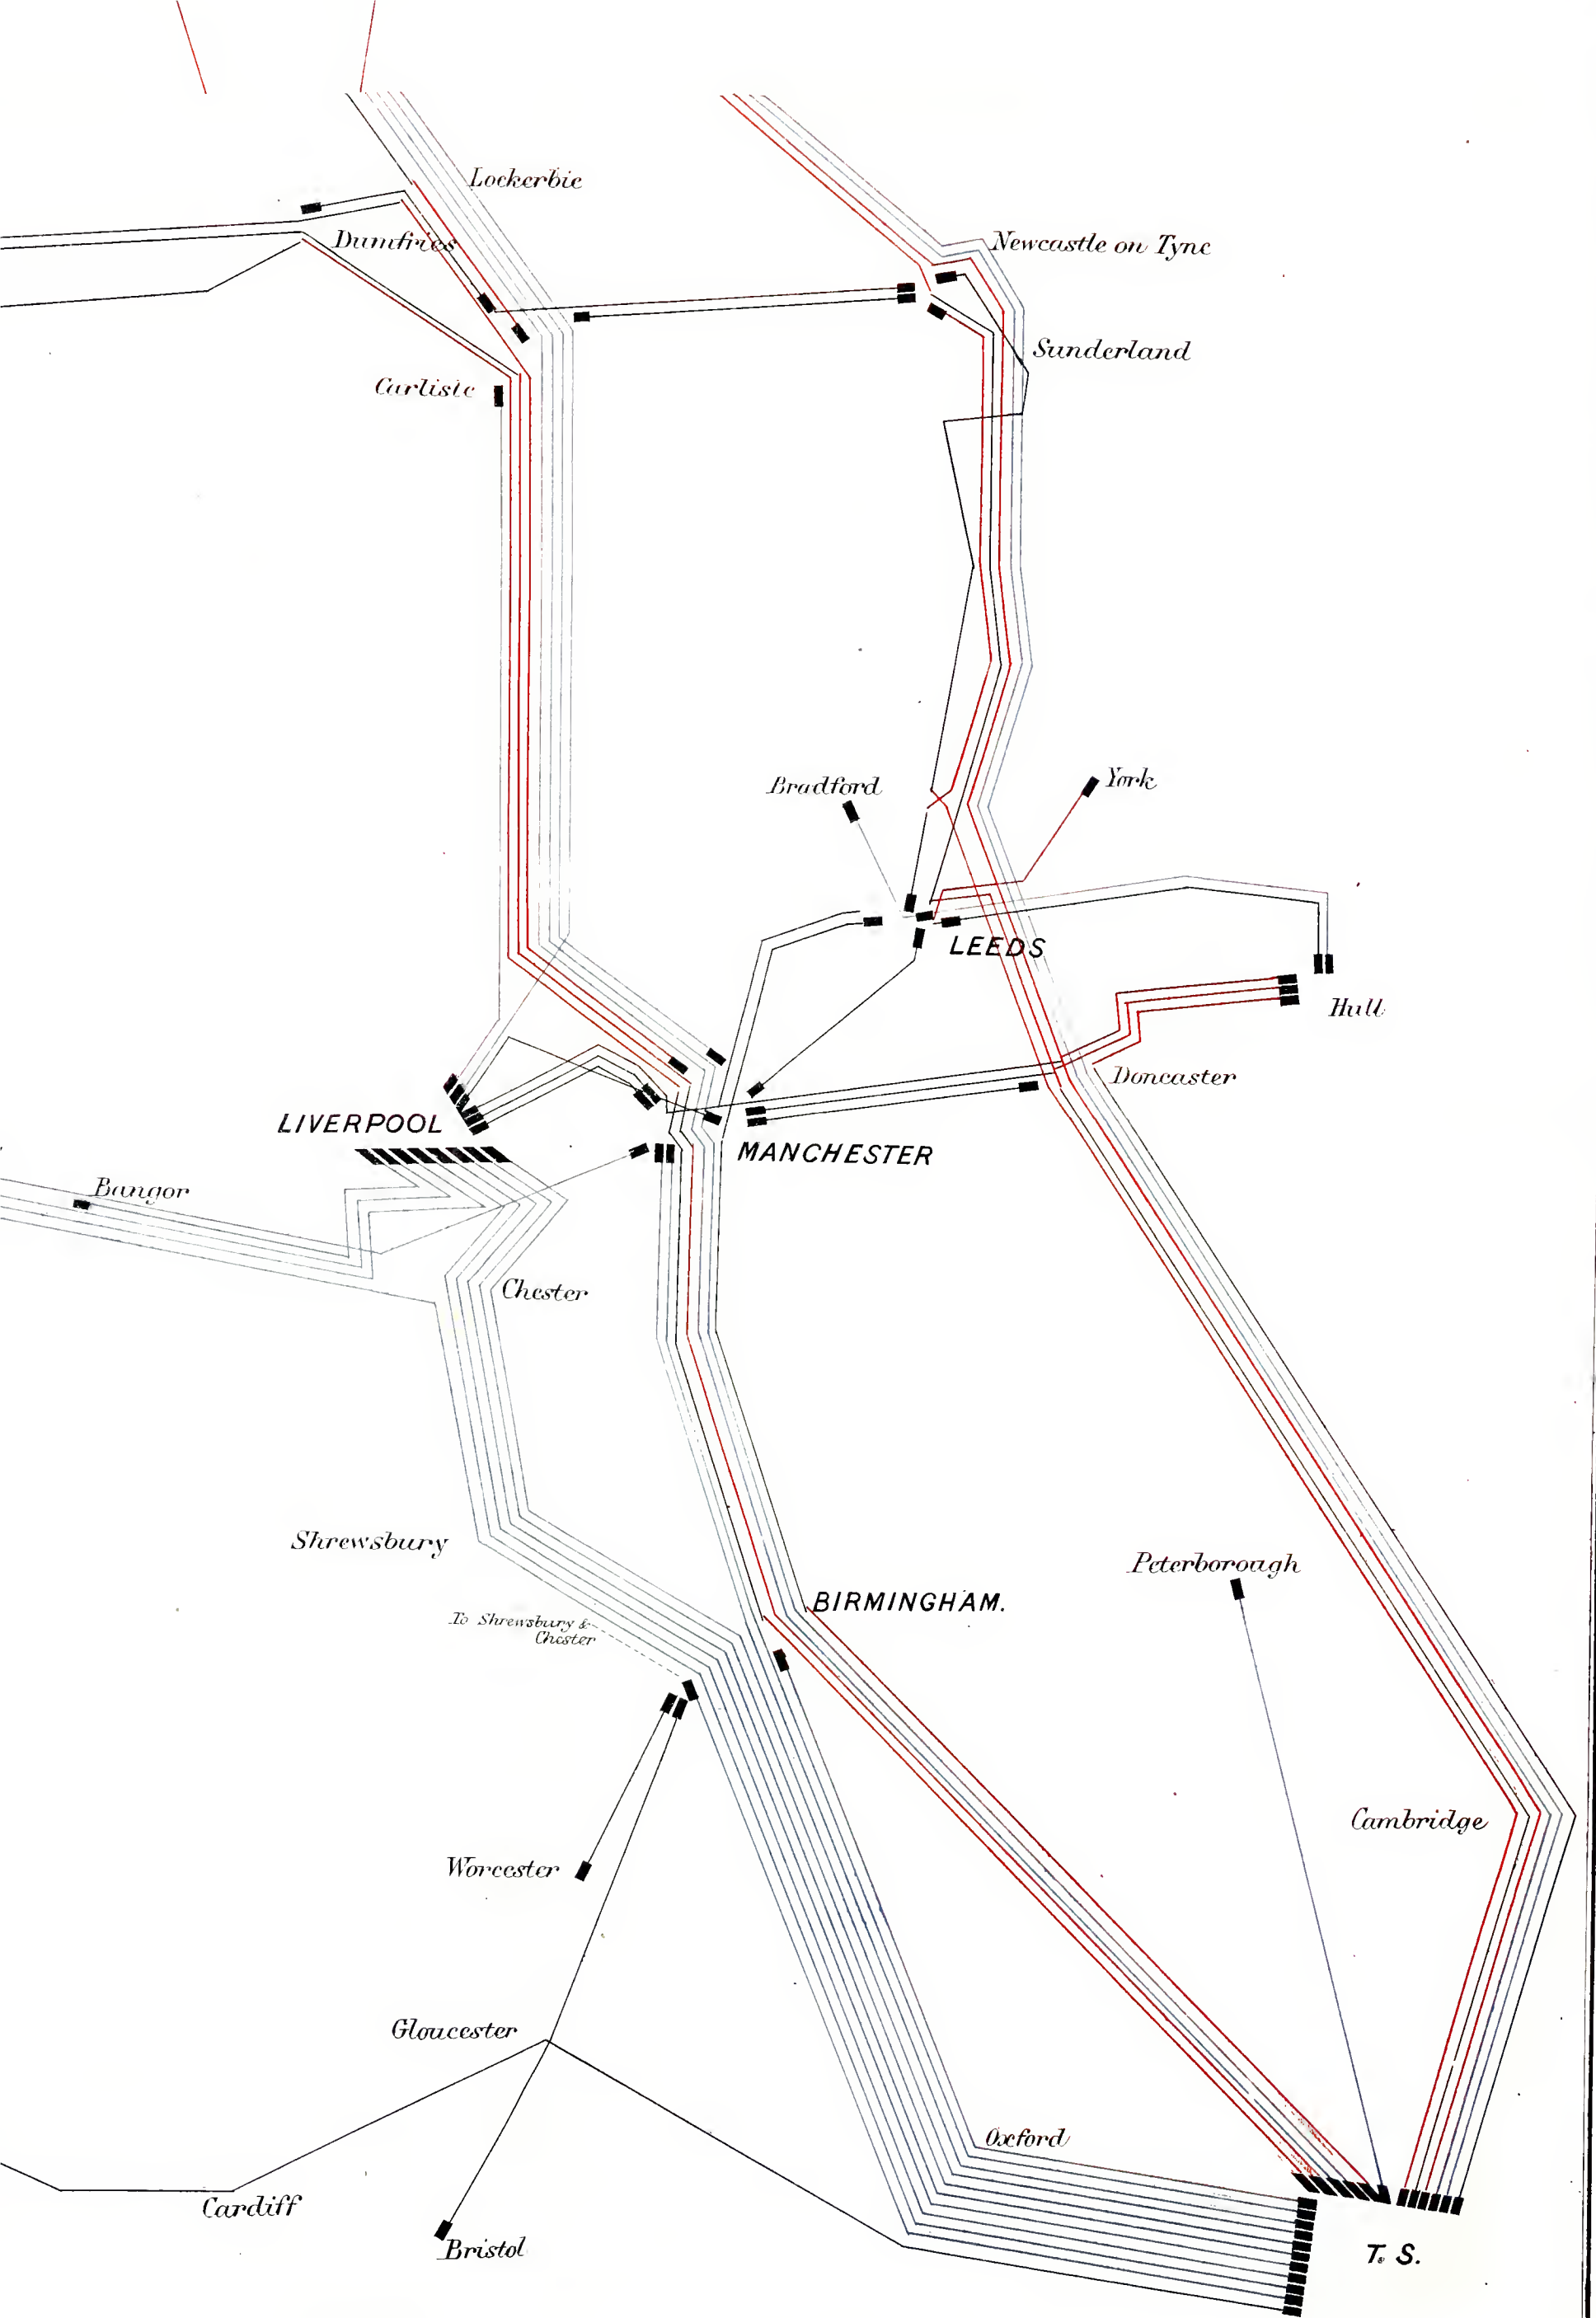 Lockerbie
Dumfries
Newcastle on Tyne
Sunderland
Carlisle
Bradford
York
LEEDS
Hull
Doncaster
LIVERPOOL
MANCHESTER
Bangor
Chester
Shrewsbury
Peterborough
BIRMINGHAM.
To Shrewsbury &
Chester
Cambridge
Worcester
Gloucester
Oxford
Cardiff
Bristol
T. S.